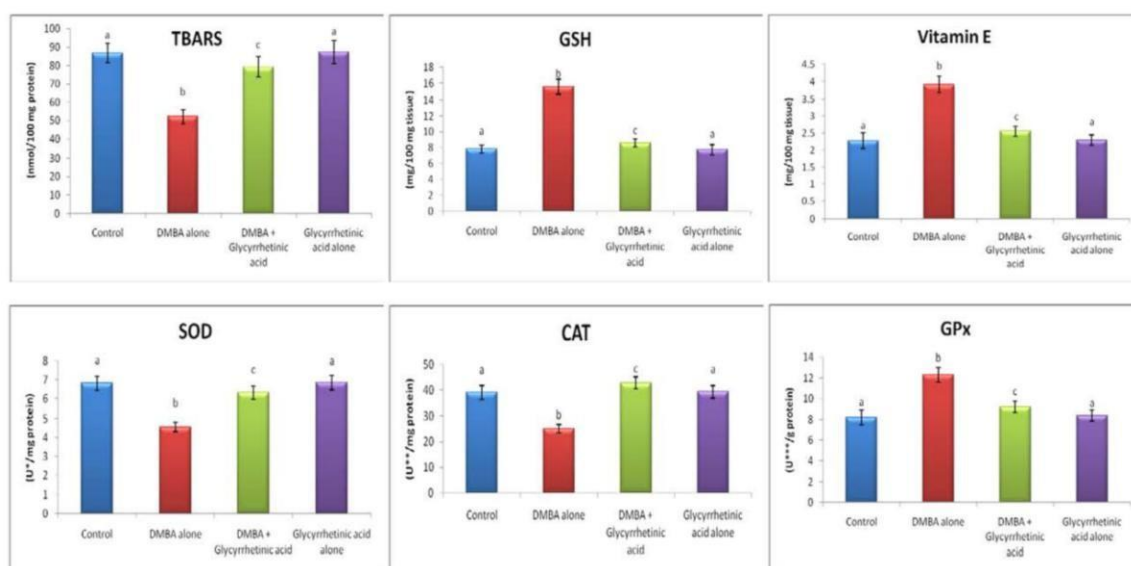 TBARS
(nmol/100 mg protein)
100
90
80
70
60
50
40
30
20
10
0
a
b
c
a
Control
DMBA alone
DMBA +
Glycyrrhetinic
acid
Glycyrrhetinic
acid alone
GSH
(mg/100 mg tissue)
18
16
14
12
10
8
6
4
2
0
a
b
c
a
Control
DMBA alone
DMBA +
Glycyrrhetinic
acid
Glycyrrhetinic
acid alone
Vitamin E
(mg/100 mg tissue)
4.5
4
3.5
3
2.5
2
1.5
1
0.5
0
a
b
c
a
Control
DMBA alone
DMBA +
Glycyrrhetinic
acid
Glycyrrhetinic
acid alone
SOD
(U*/mg protein)
8
7
6
5
4
3
2
1
0
a
b
c
a
Control
DMBA alone
DMBA +
Glycyrrhetinic acid
Glycyrrhetinic acid
alone
CAT
(U**/mg protein)
50
40
30
20
10
0
a
b
c
a
Control
DMBA alone
DMBA +
Glycyrrhetinic
acid
Glycyrrhetinic
acid alone
GPx
(U***/g protein)
14
12
10
8
6
4
2
0
a
b
c
a
Control
DMBA alone
DMBA +
Glycyrrhetinic
acid
Glycyrrhetinic
acid alone